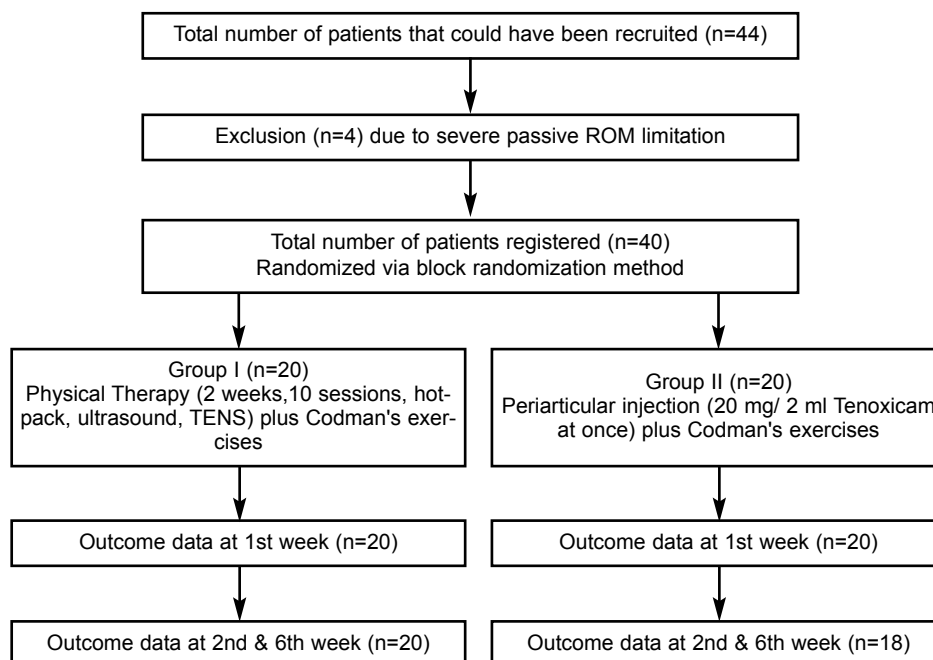 Total number of patients that could have been recruited (n=44)
Exclusion (n=4) due to severe passive ROM limitation
Total number of patients registered (n=40)
Randomized via block randomization method
Group I (n=20)
Physical Therapy (2 weeks,10 sessions, hot-
pack, ultrasound, TENS) plus Codman's exer-
cises
Group II (n=20)
Periarticular injection (20 mg/ 2 ml Tenoxicam
at once) plus Codman's exercises
Outcome data at 1st week (n=20)
Outcome data at 1st week (n=20)
Outcome data at 2nd & 6th week (n=20)
Outcome data at 2nd & 6th week (n=18)